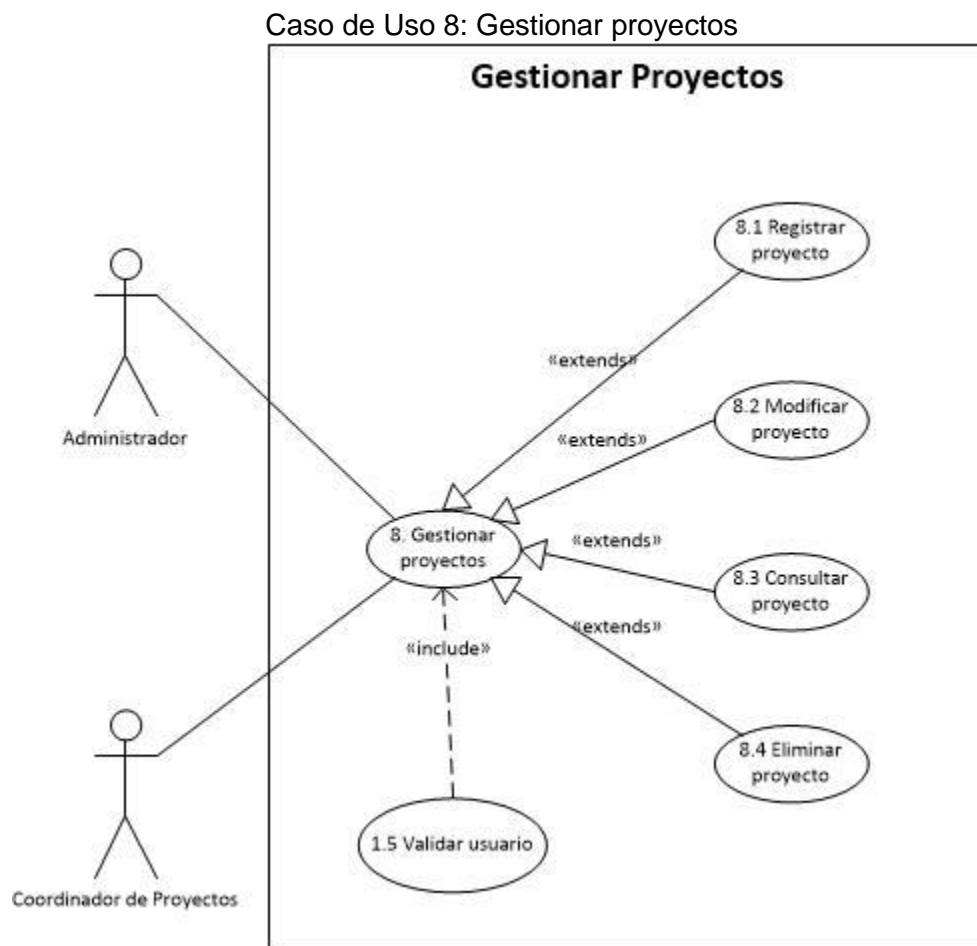 Caso de Uso 8: Gestionar proyectos
Gestionar Proyectos
8.1 Registrar
proyecto
«extends»
8.2 Modificar
proyecto
«extends»
Administrador
8. Gestionar
proyectos
«extends»
8.3 Consultar
proyecto
«extends»
«include»
8.4 Eliminar
proyecto
1.5 Validar usuario
Coordinador de Proyectos